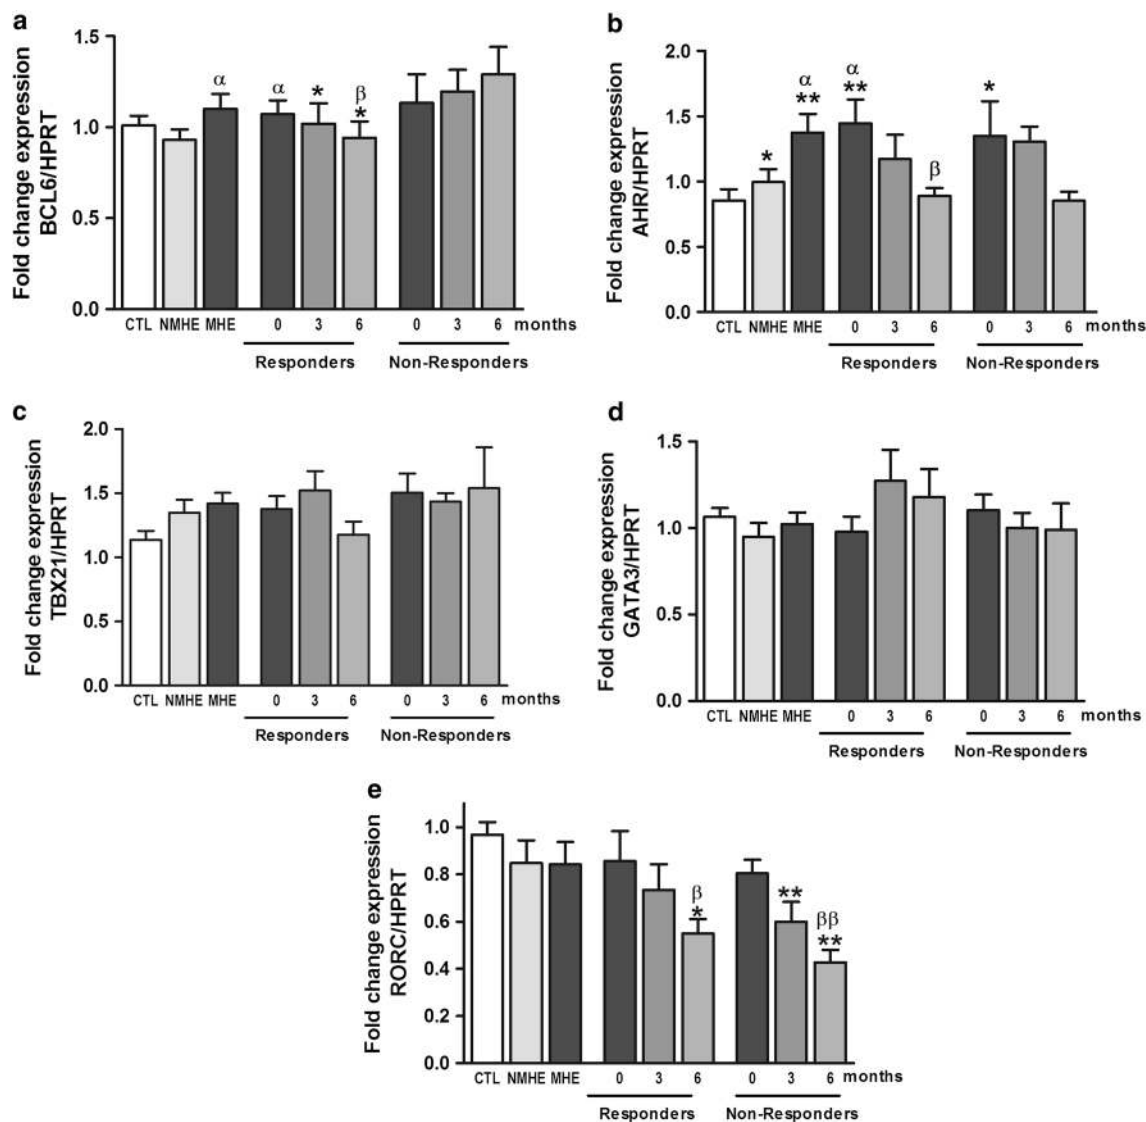 a
Fold change expression
BCL6/HPRT
1.5
1.0
0.5
0.0
α
α
*
β
*
CTL NMHE MHE 0 3 6 0 3 6 months
Responders Non-Responders
b
Fold change expression
AHR/HPRT
2.0
1.5
1.0
0.5
0.0
*
α
**
α
**
β
*
CTL NMHE MHE 0 3 6 0 3 6 months
Responders Non-Responders
c
Fold change expression
TBX21/HPRT
2.0
1.5
1.0
0.5
0.0
CTL NMHE MHE 0 3 6 0 3 6 months
Responders Non-Responders
d
Fold change expression
GATA3/HPRT
1.5
1.0
0.5
0.0
CTL NMHE MHE 0 3 6 0 3 6 months
Responders Non-Responders
e
Fold change expression
RORC/HPRT
1.0
0.8
0.6
0.4
0.2
0.0
β
*
**
ββ
**
CTL NMHE MHE 0 3 6 0 3 6 months
Responders Non-Responders